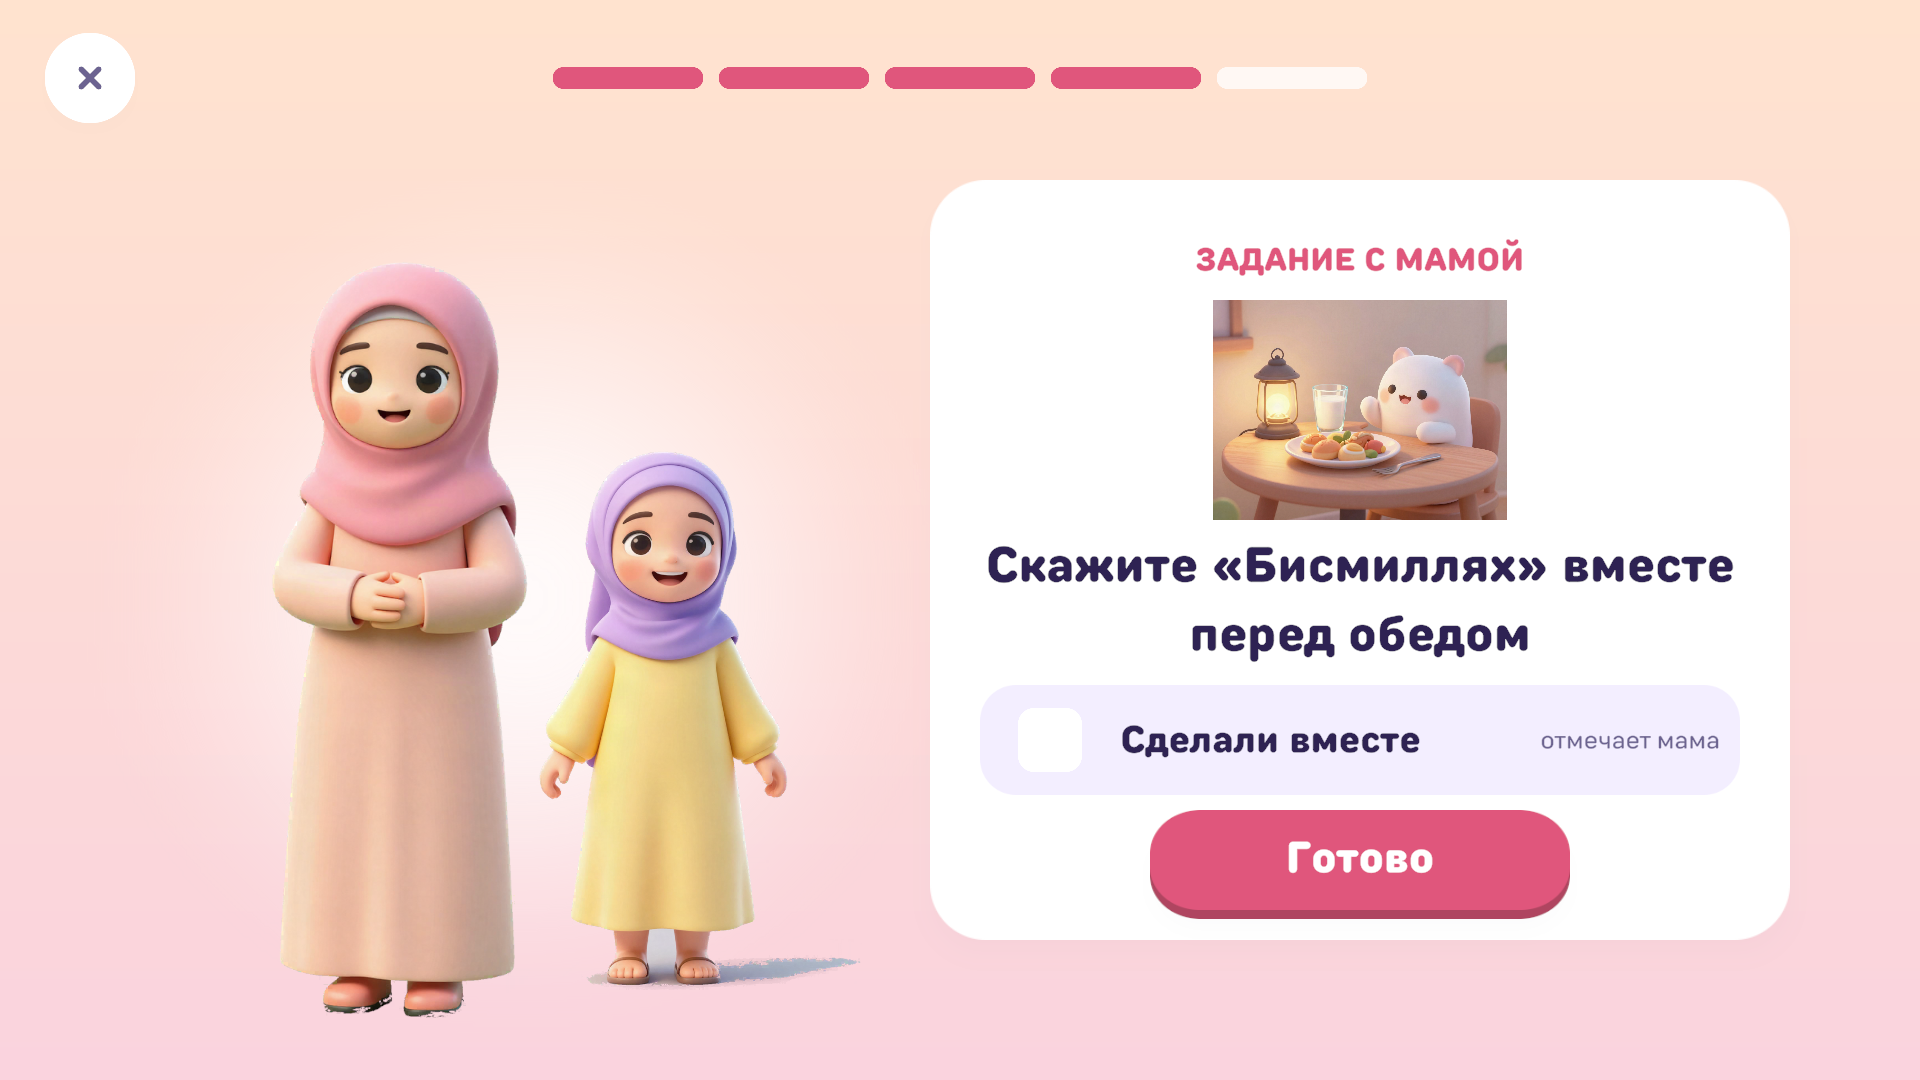 ЗАДАНИЕ С МАМОЙ
Скажите «Бисмиллях» вместе
перед обедом
Сделали вместе
отмечает мама
Готово